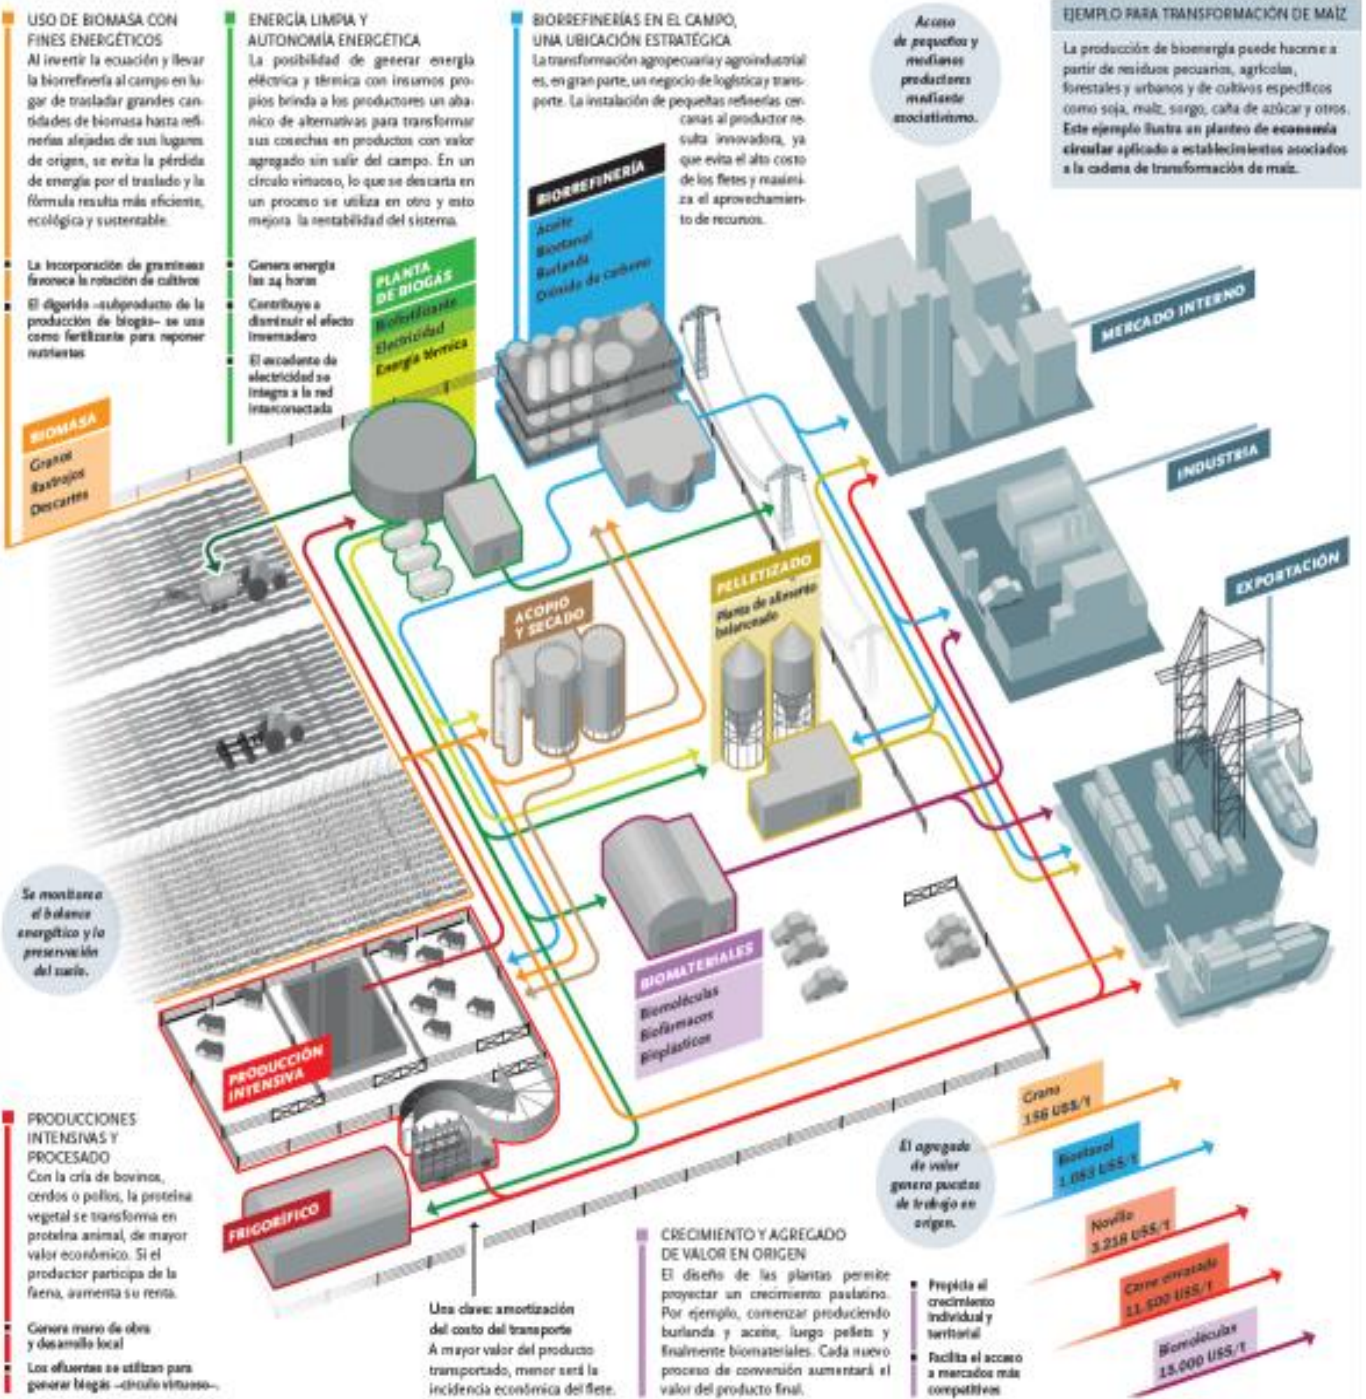 USO DE BIOMASA CON
FINES ENERGÉTICOS
Al invertir la ecuación y llevar
la biorrefinería al campo en lu-
gar de trasladar grandes can-
tidades de biomasa hasta refi-
nerías alejadas de sus lugares
de origen, se evita la pérdida
de energía por el traslado y la
fórmula resulta más eficiente,
ecológica y sustentable.
La incorporación de gramíneas
favorece la rotación de cultivos
El digerido –subproducto de la
producción de biogás– se usa
como fertilizante para reponer
nutrientes
ENERGÍA LIMPIA Y
AUTONOMÍA ENERGÉTICA
La posibilidad de generar energía
eléctrica y térmica con insumos pro-
pios brinda a los productores un aba-
nico de alternativas para transformar
sus cosechas en productos con valor
agregado sin salir del campo. En un
círculo virtuoso, lo que se descarta en
un proceso se utiliza en otro y esto
mejora la rentabilidad del sistema.
Genera energía
las 24 horas
Contribuye a
disminuir el efecto
invernadero
El excedente de
electricidad se
integra a la red
interconectada
BIORREFINERÍAS EN EL CAMPO,
UNA UBICACIÓN ESTRATÉGICA
La transformación agropecuaria y agroindustrial
es, en gran parte, un negocio de logística y trans-
porte. La instalación de pequeñas refinerías cer-
canas al productor re-
sulta innovadora, ya
que evita el alto costo
de los fletes y maximi-
za el aprovechamien-
to de recursos.
Acceso
de pequeños y
medianos
productores
mediante
asociativismo.
EJEMPLO PARA TRANSFORMACIÓN DE MAÍZ
La producción de bioenergía puede hacerse a
partir de residuos pecuarios, agrícolas,
forestales y urbanos y de cultivos específicos
como soja, maíz, sorgo, caña de azúcar y otros.
Este ejemplo ilustra un planteo de economía
circular aplicado a establecimientos asociados
a la cadena de transformación de maíz.
BIORREFINERÍA
Aceite
Bioetanol
Burlanda
Dióxido de carbono
PLANTA
DE BIOGÁS
Biofertilizante
Electricidad
Energía térmica
BIOMASA
Granos
Rastrojos
Descartes
MERCADO INTERNO
INDUSTRIA
EXPORTACIÓN
ACOPIO
Y SECADO
PELLETIZADO
Planta de alimento
balanceado
Se monitorea
el balance
energético y la
preservación
del suelo.
BIOMATERIALES
Biomoléculas
Biofármacos
Bioplásticos
PRODUCCIÓN
INTENSIVA
FRIGORÍFICO
PRODUCCIONES
INTENSIVAS Y
PROCESADO
Con la cría de bovinos,
cerdos o pollos, la proteína
vegetal se transforma en
proteína animal, de mayor
valor económico. Si el
productor participa de la
faena, aumenta su renta.
Genera mano de obra
y desarrollo local
Los efluentes se utilizan para
generar biogás –círculo virtuoso–.
Una clave: amortización
del costo del transporte
A mayor valor del producto
transportado, menor será la
incidencia económica del flete.
CRECIMIENTO Y AGREGADO
DE VALOR EN ORIGEN
El diseño de las plantas permite
proyectar un crecimiento paulatino.
Por ejemplo, comenzar produciendo
burlanda y aceite, luego pellets y
finalmente biomateriales. Cada nuevo
proceso de conversión aumentará el
valor del producto final.
Propicia el
crecimiento
individual y
territorial
Facilita el acceso
a mercados más
competitivos
El agregado
de valor
genera puestos
de trabajo en
origen.
Grano
156 US$/t
Bioetanol
1.053 US$/t
Novillo
3.218 US$/t
Carne envasada
11.500 US$/t
Biomoléculas
15.000 US$/t